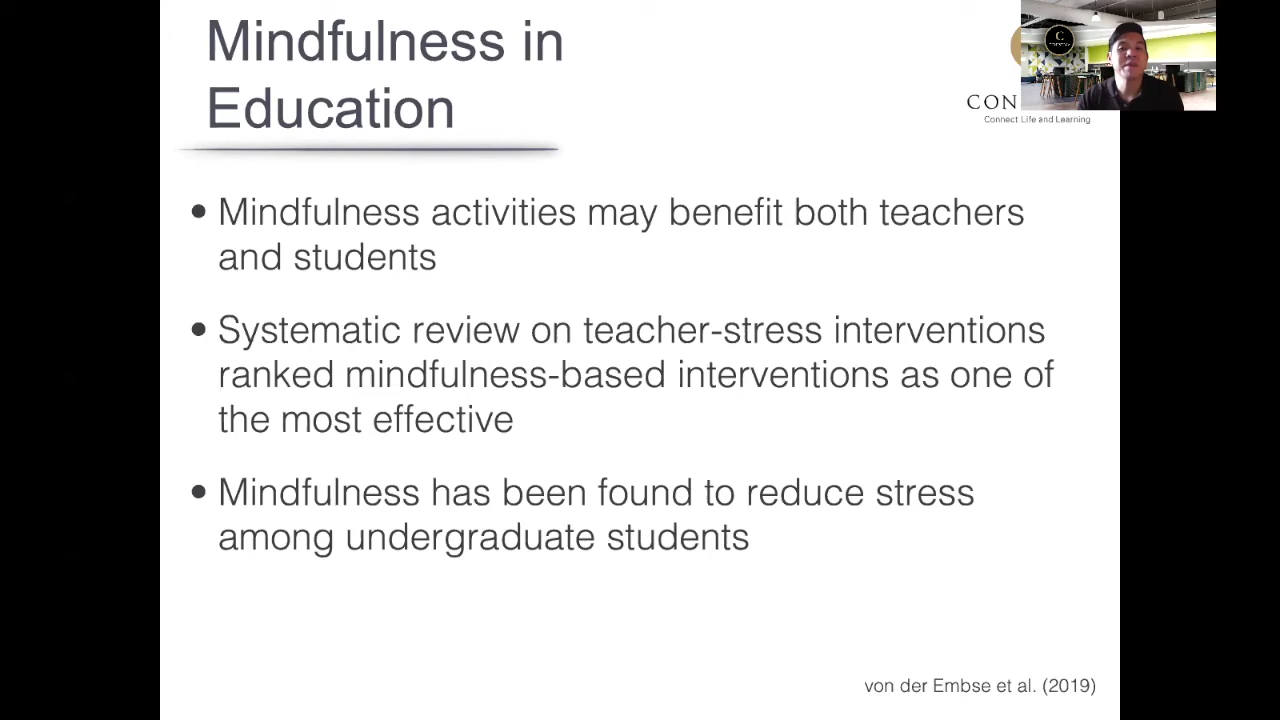 Mindfulness in
Education
CON
Connect Life and Learning
• Mindfulness activities may benefit both teachers
and students
• Systematic review on teacher-stress interventions
ranked mindfulness-based interventions as one of
the most effective
• Mindfulness has been found to reduce stress
among undergraduate students
von der Embse et al. (2019)